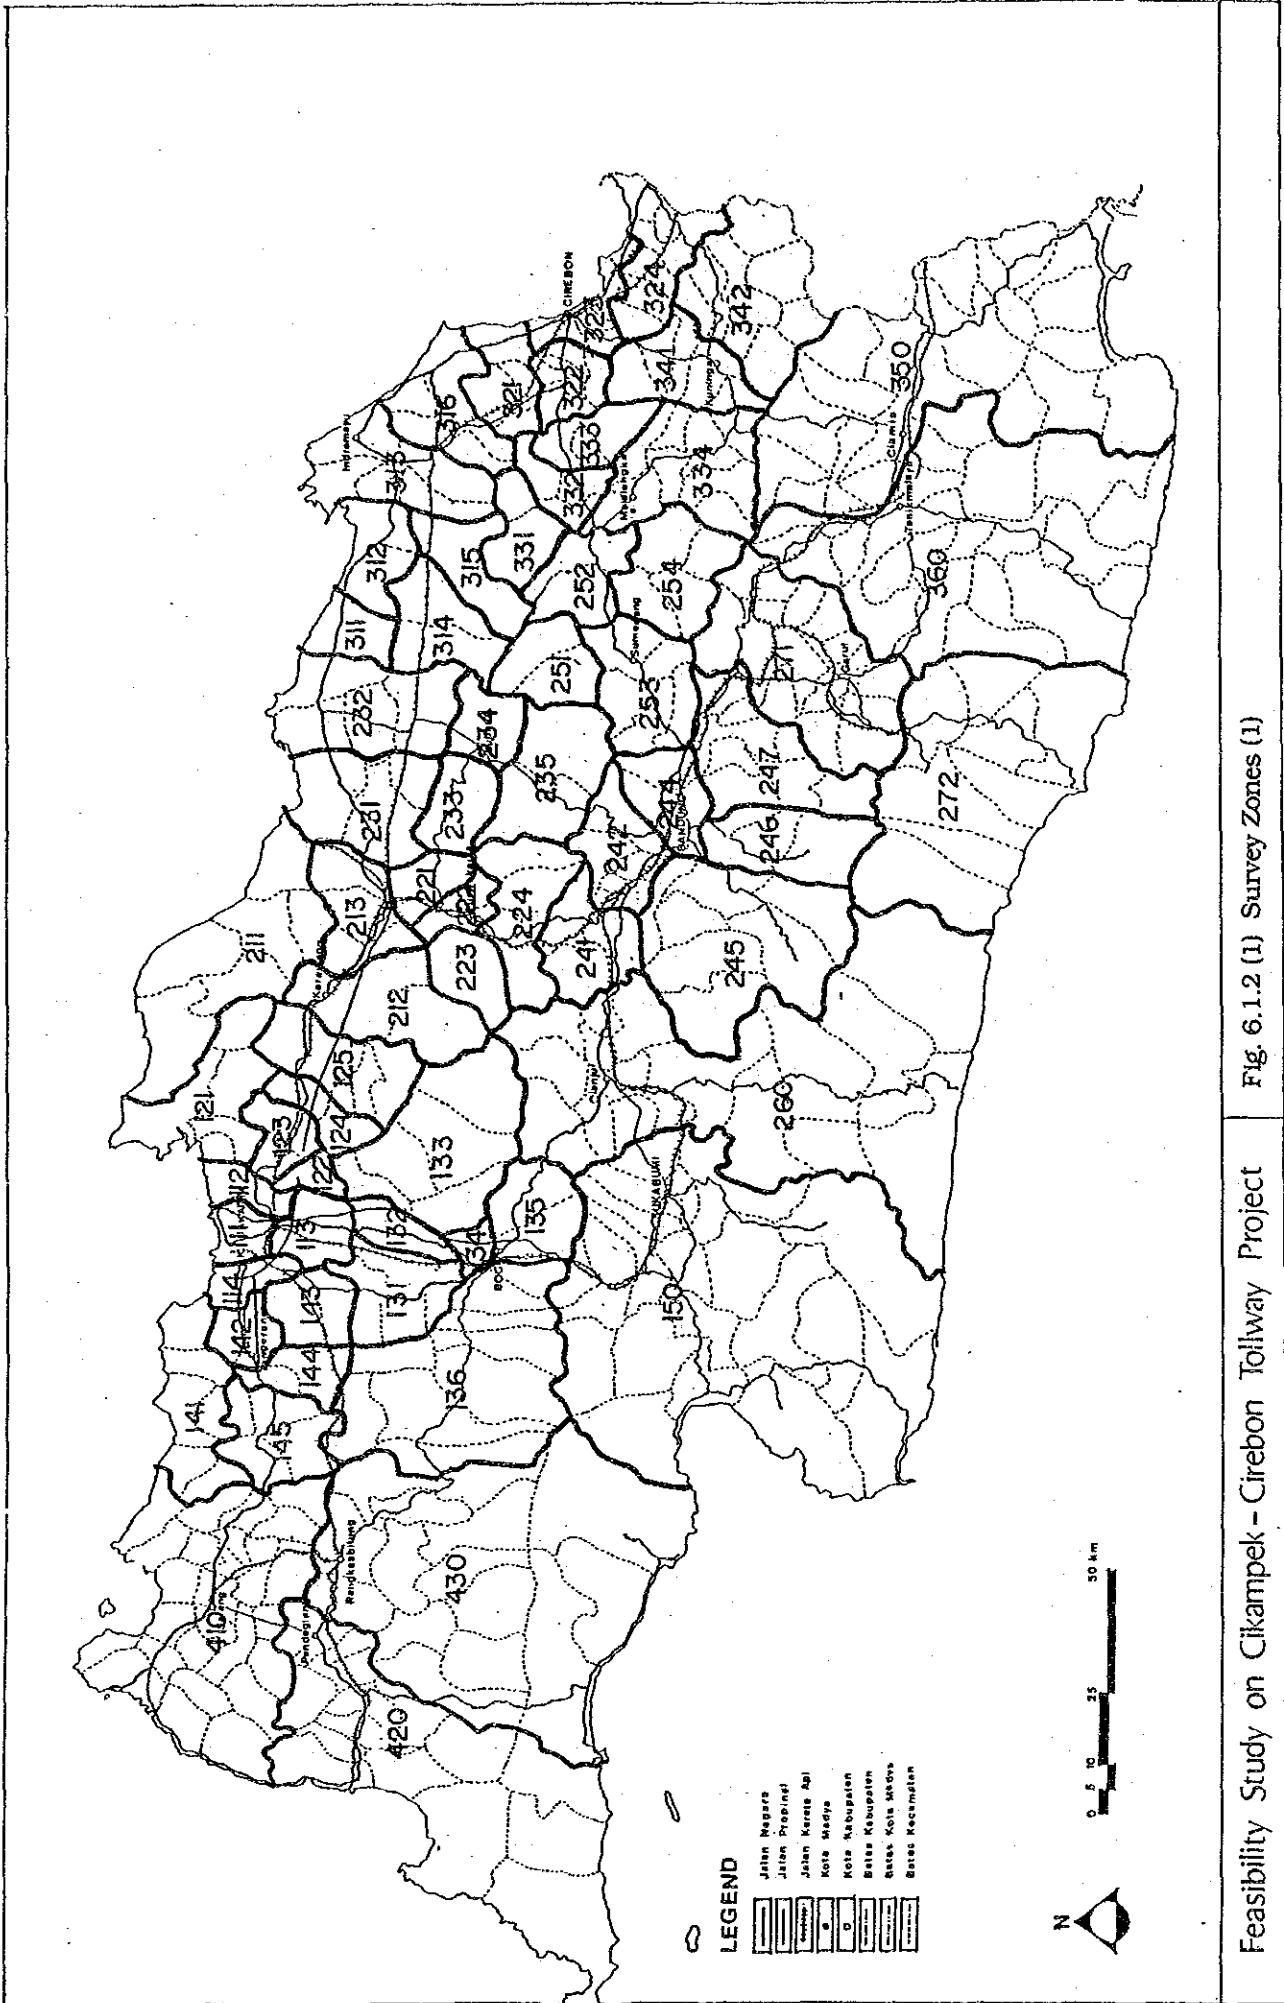 Indramayu
CIREBON
Kuningan
Ciamis
Tasikmalaya
Garut
Sumedang
BANDUNG
Cianjur
SUKABUMI
Rangkasbitung
Pandeglang
410
420
430
141
142
143
144
145
111
112
113
114
121
122
123
124
125
131
132
133
134
135
136
150
211
212
213
221
223
224
231
232
233
234
235
241
242
244
245
246
247
251
252
253
254
260
271
272
311
312
313
314
315
316
321
322
323
324
331
332
333
334
341
342
350
360
LEGEND
Jalan Negara
Jalan Propinsi
Jalan Kereta Api
Kota Madya
Kota Kabupaten
Batas Kabupaten
Batas Kota Madya
Batas Kecamatan
N
0 5 10 25 50 km
Feasibility Study on Cikampek – Cirebon Tollway Project
Fig. 6.1.2 (1) Survey Zones (1)